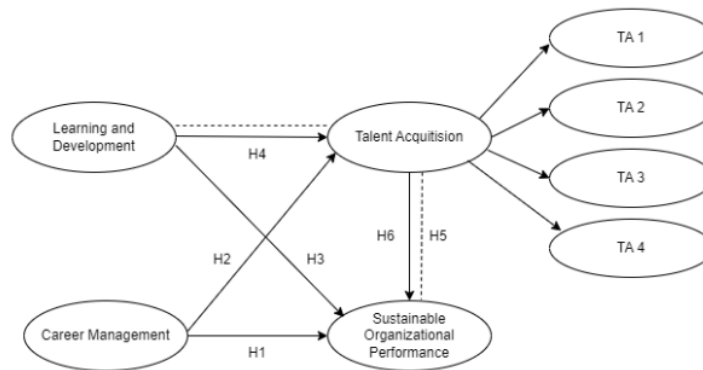 TA 1
Learning and
Development
Talent Acquitision
TA 2
H4
TA 3
H6
H5
TA 4
H2
H3
Career Management
H1
Sustainable
Organizational
Performance